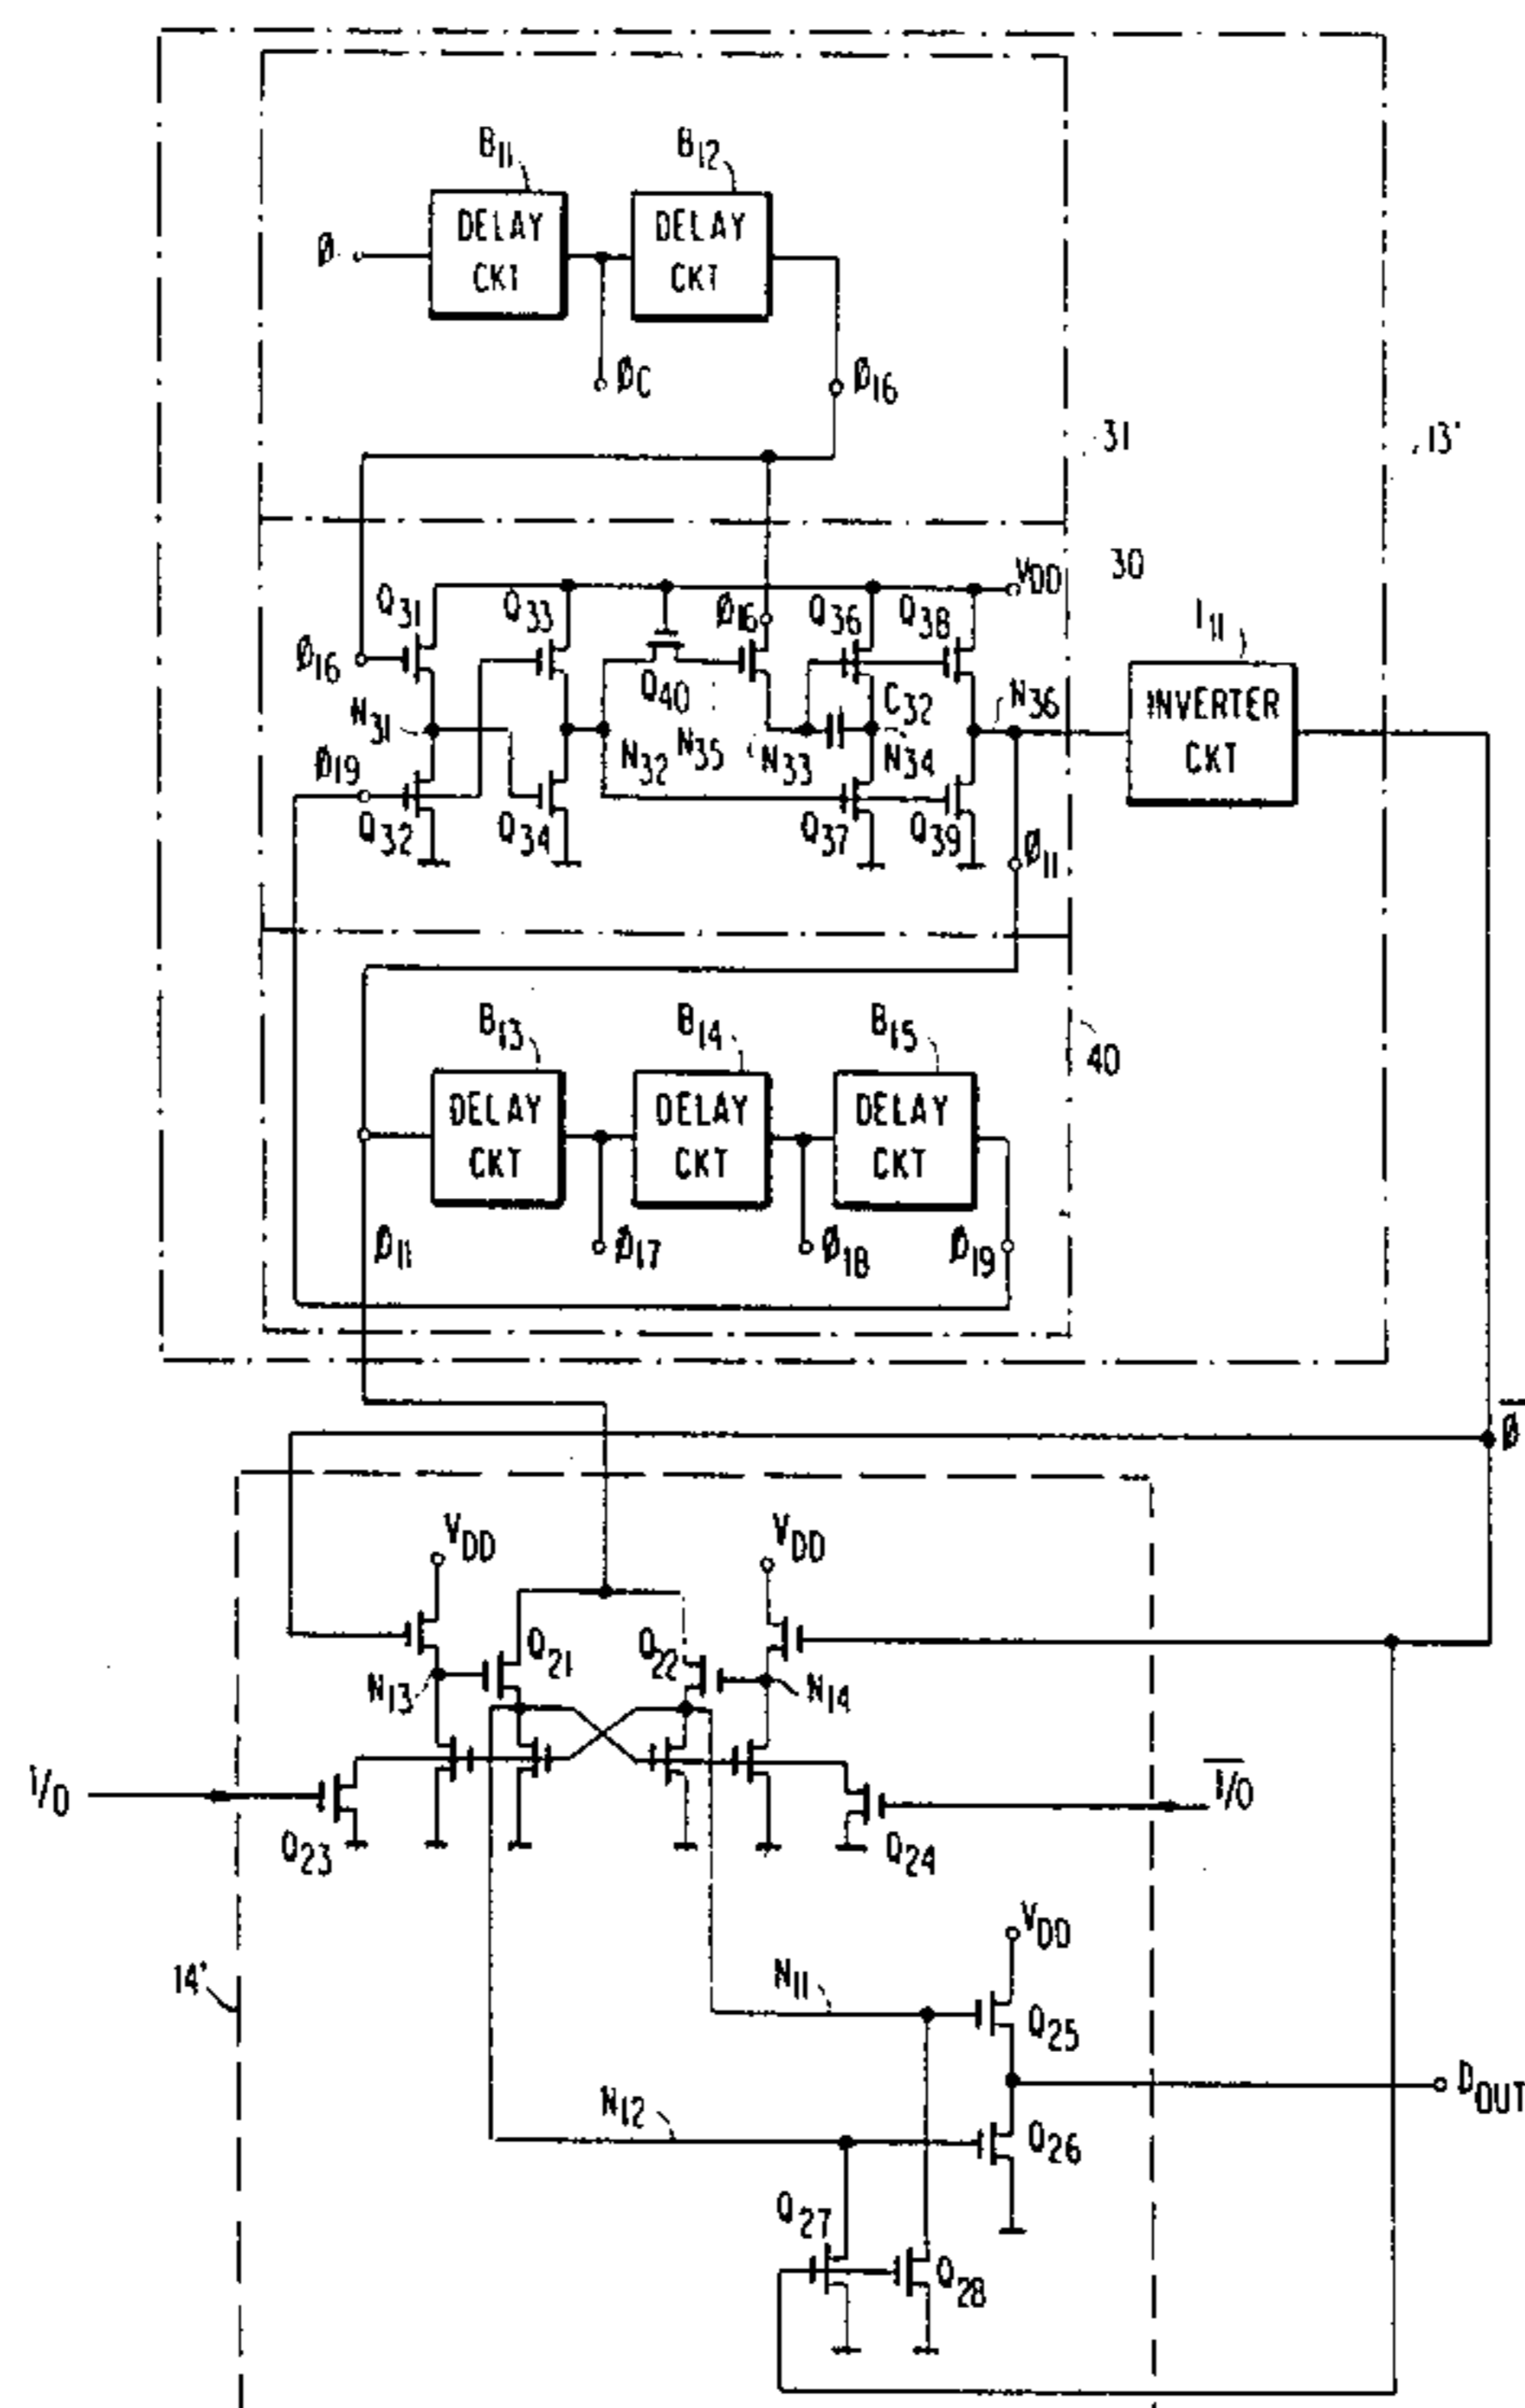 B11 B12
DELAY CKT DELAY CKT
Ø
ØC Ø16
31 13'
30
VDD
Q31 Q33 Ø16 Q36 Q38 I11
Ø16 Q40 C32 N36 INVERTER CKT
N31 N32 N35 N33 N34
Ø19
Q32 Q34 Q37 Q39 Ø11
B13 B14 B15 40
DELAY CKT DELAY CKT DELAY CKT
Ø11 Ø17 Ø18 Ø19
VDD VDD
Q21 Q22
N13 N14
I/O I/O
Q23 Q24
VDD
14' N11 Q25
DOUT
N12 Q26
Q27 Q28